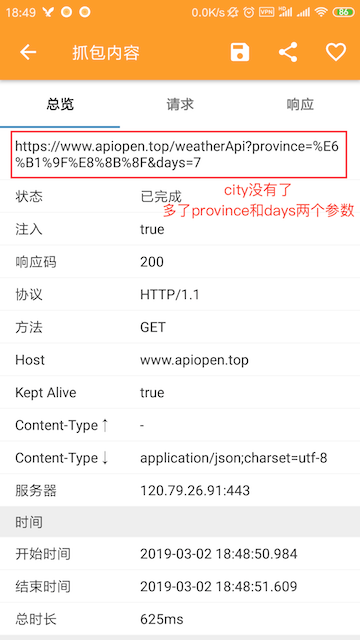 18:49 0.0K/s VPN 86
抓包内容
总览 请求 响应
https://www.apiopen.top/weatherApi?province=%E6
%B1%9F%E8%8B%8F&days=7
状态 已完成
city没有了
多了province和days两个参数
注入 true
响应码 200
协议 HTTP/1.1
方法 GET
Host www.apiopen.top
Kept Alive true
Content-Type↑ -
Content-Type↓ application/json;charset=utf-8
服务器 120.79.26.91:443
时间
开始时间 2019-03-02 18:48:50.984
结束时间 2019-03-02 18:48:51.609
总时长 625ms